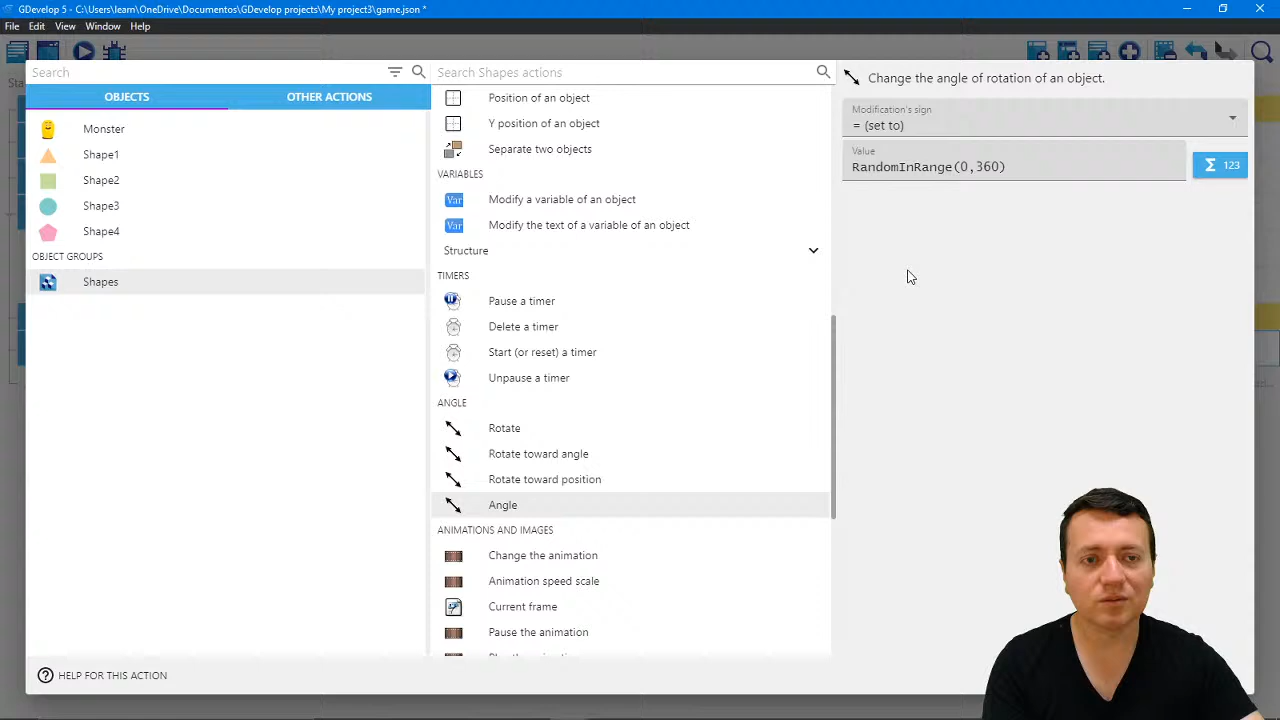 GDevelop 5 - C:\Users\learn\OneDrive\Documentos\GDevelop projects\My project3\game.json *
File Edit View Window Help
Search
Search Shapes actions
OBJECTS
OTHER ACTIONS
Monster
Shape1
Shape2
Shape3
Shape4
OBJECT GROUPS
Shapes
Position of an object
Y position of an object
Separate two objects
VARIABLES
Var Modify a variable of an object
Var Modify the text of a variable of an object
Structure
TIMERS
Pause a timer
Delete a timer
Start (or reset) a timer
Unpause a timer
ANGLE
Rotate
Rotate toward angle
Rotate toward position
Angle
ANIMATIONS AND IMAGES
Change the animation
Animation speed scale
Current frame
Pause the animation
Change the angle of rotation of an object.
Modification's sign
= (set to)
Value
RandomInRange(0,360)
Σ 123
? HELP FOR THIS ACTION